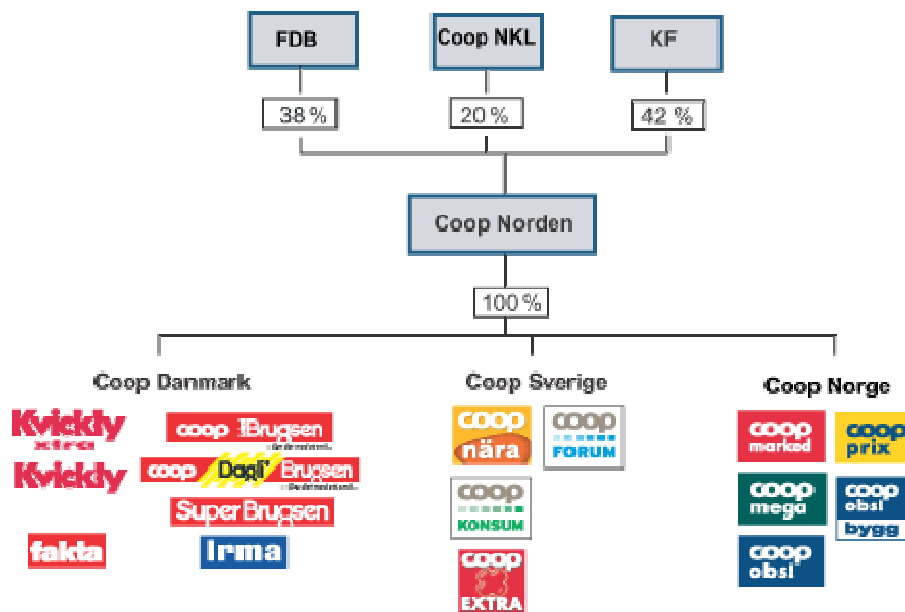 FDB
Coop NKL
KF
38 %
20 %
42 %
Coop Norden
100 %
Coop Danmark
Kvickly
xtra
Kvickly
fakta
coop
Brugsen
coop Dagli' Brugsen
Super Brugsen
Irma
Coop Sverige
coop
nära
coop
FORUM
coop
KONSUM
coop
EXTRA
Coop Norge
coop
marked
coop
prix
coop
mega
coop
obs!
bygg
coop
obs!